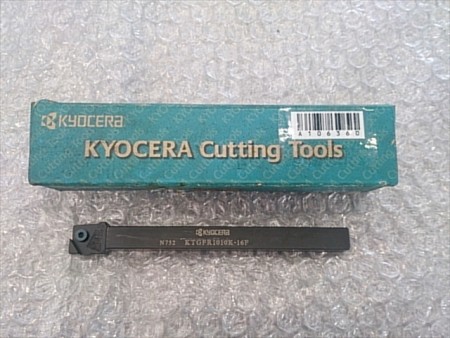 KYOCERA
A106360
KYOCERA Cutting Tools
KYOCERA
N752 KTGFR1010K-16F